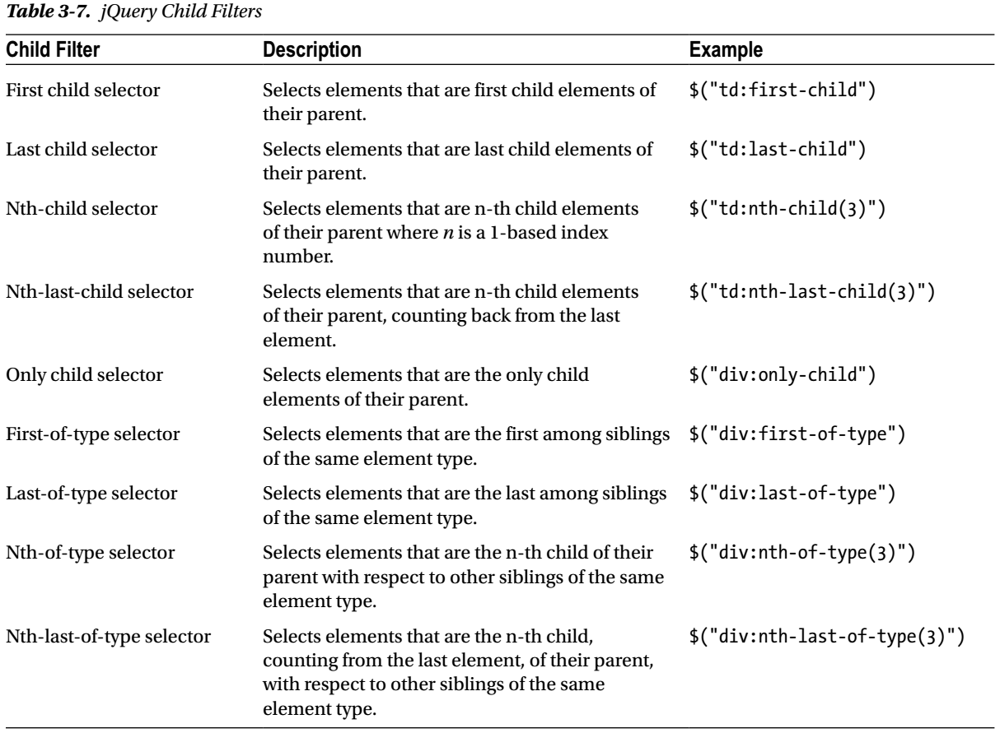 Table 3-7. jQuery Child Filters
Child Filter Description Example
First child selector Selects elements that are first child elements of $("td:first-child")
their parent.
Last child selector Selects elements that are last child elements of $("td:last-child")
their parent.
Nth-child selector Selects elements that are n-th child elements $("td:nth-child(3)")
of their parent where n is a 1-based index
number.
Nth-last-child selector Selects elements that are n-th child elements $("td:nth-last-child(3)")
of their parent, counting back from the last
element.
Only child selector Selects elements that are the only child $("div:only-child")
elements of their parent.
First-of-type selector Selects elements that are the first among siblings $("div:first-of-type")
of the same element type.
Last-of-type selector Selects elements that are the last among siblings $("div:last-of-type")
of the same element type.
Nth-of-type selector Selects elements that are the n-th child of their $("div:nth-of-type(3)")
parent with respect to other siblings of the same
element type.
Nth-last-of-type selector Selects elements that are the n-th child, $("div:nth-last-of-type(3)")
counting from the last element, of their parent,
with respect to other siblings of the same
element type.